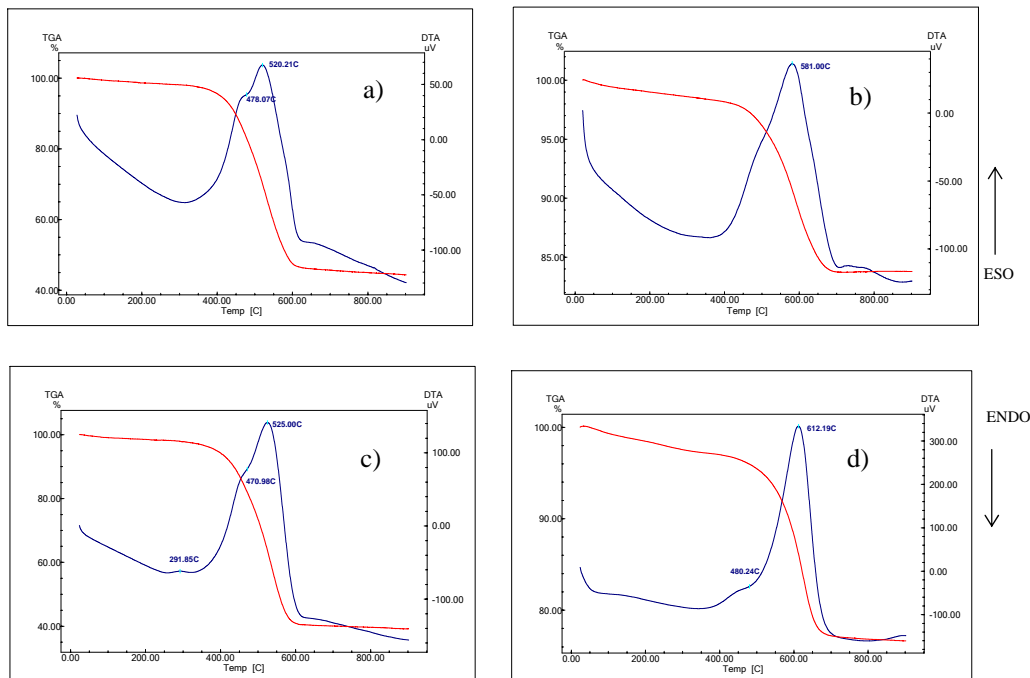 TGA
%
DTA
uV
520.21C
478.07C
a)
100.00
80.00
60.00
40.00
50.00
0.00
-50.00
-100.00
0.00 200.00 400.00 600.00 800.00
Temp [C]
TGA
%
DTA
uV
581.00C
b)
100.00
95.00
90.00
85.00
0.00
-50.00
-100.00
0.00 200.00 400.00 600.00 800.00
Temp [C]
ESO
TGA
%
DTA
uV
525.00C
470.98C
291.85C
c)
100.00
80.00
60.00
40.00
100.00
0.00
-100.00
0.00 200.00 400.00 600.00 800.00
Temp [C]
TGA
%
DTA
uV
612.19C
480.24C
d)
100.00
90.00
80.00
300.00
200.00
100.00
0.00
-100.00
0.00 200.00 400.00 600.00 800.00
Temp [C]
ENDO